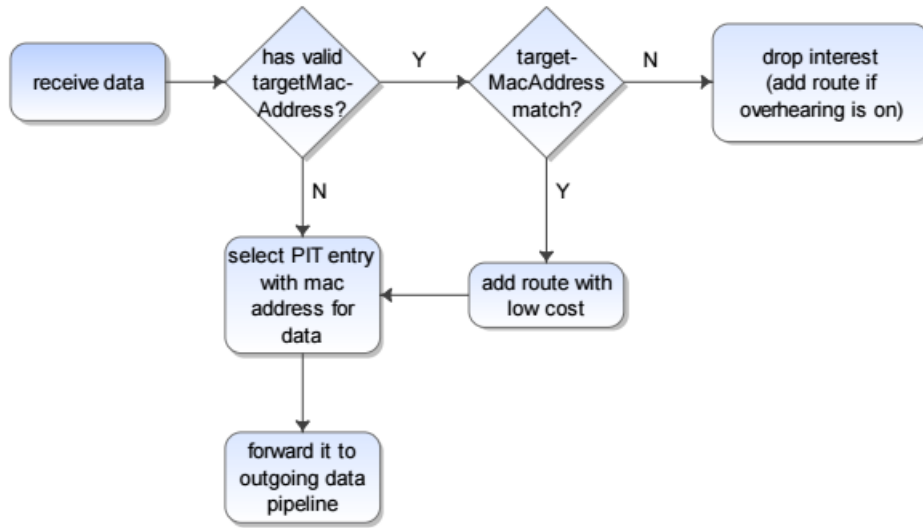 receive data
has valid
targetMac-
Address?
Y
target-
MacAddress
match?
N
drop interest
(add route if
overhearing is on)
N
Y
select PIT entry
with mac
address for
data
add route with
low cost
forward it to
outgoing data
pipeline